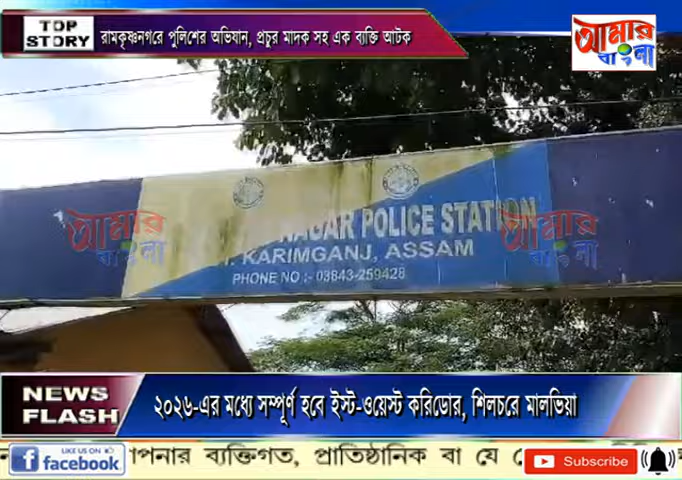 TOP STORY
রামকৃষ্ণনগরে পুলিশের অভিযান, প্রচুর মাদক সহ এক ব্যক্তি আটক
আমার বাংলা
NAGAR POLICE STATION
KARIMGANJ, ASSAM
PHONE NO :- 03843-259428
আমার বাংলা
আমার বাংলা
NEWS FLASH
২০২৬-এর মধ্যে সম্পূর্ণ হবে ইস্ট-ওয়েস্ট করিডোর, শিলচরে মালভিয়া
LIKE US ON
facebook
ব্যক্তিগত, প্রাতিষ্ঠানিক বা যে
Subscribe